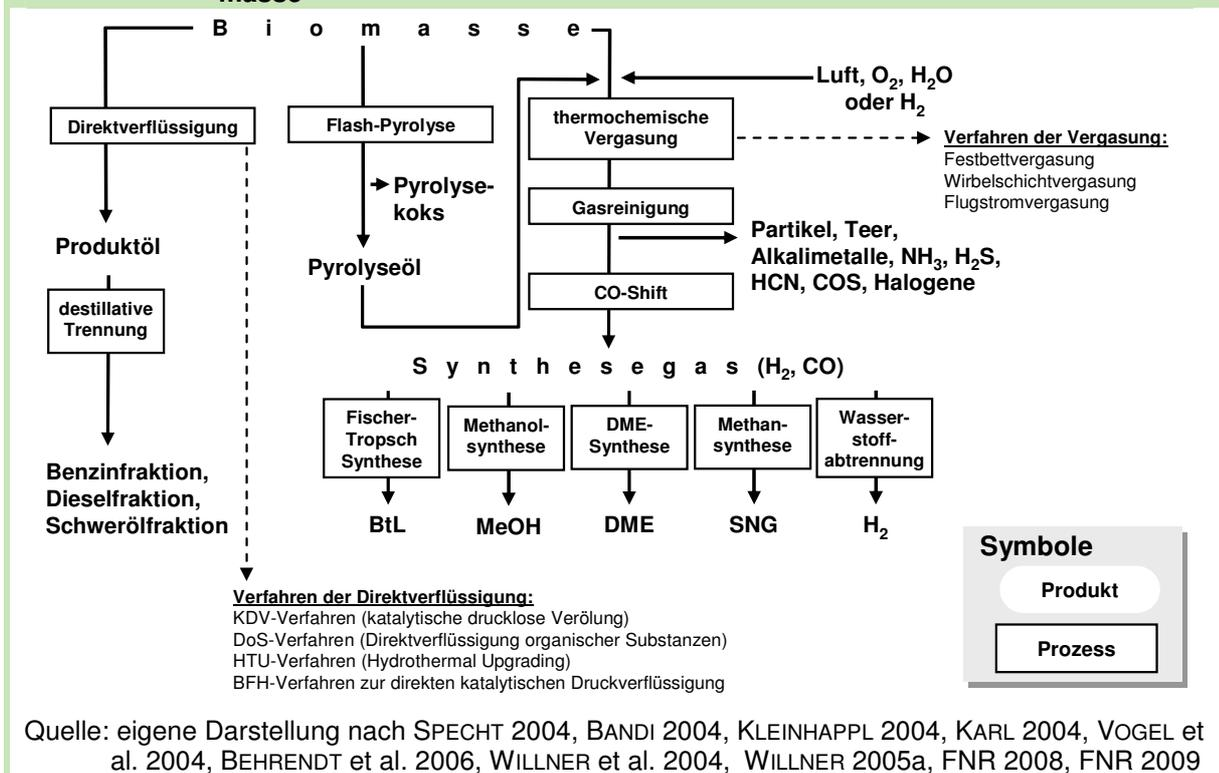 masse
B i o m a s s e
Luft, O₂, H₂O
oder H₂
Direktverflüssigung
Flash-Pyrolyse
thermochemische
Vergasung
Verfahren der Vergasung:
Festbettvergasung
Wirbelschichtvergasung
Flugstromvergasung
Pyrolyse-
koks
Gasreinigung
Partikel, Teer,
Alkalimetalle, NH₃, H₂S,
HCN, COS, Halogene
Produktöl
Pyrolyseöl
CO-Shift
destillative
Trennung
S y n t h e s e g a s (H₂, CO)
Fischer-
Tropsch
Synthese
Methanol-
synthese
DME-
Synthese
Methan-
synthese
Wasser-
stoff-
abtrennung
Benzinfraktion,
Dieselfraktion,
Schwerölfraktion
BtL
MeOH
DME
SNG
H₂
Symbole
Produkt
Prozess
Verfahren der Direktverflüssigung:
KDV-Verfahren (katalytische drucklose Verölung)
DoS-Verfahren (Direktverflüssigung organischer Substanzen)
HTU-Verfahren (Hydrothermal Upgrading)
BFH-Verfahren zur direkten katalytischen Druckverflüssigung
Quelle: eigene Darstellung nach SPECHT 2004, BANDI 2004, KLEINHAPPL 2004, KARL 2004, VOGEL et
al. 2004, BEHRENDT et al. 2006, WILLNER et al. 2004, WILLNER 2005a, FNR 2008, FNR 2009